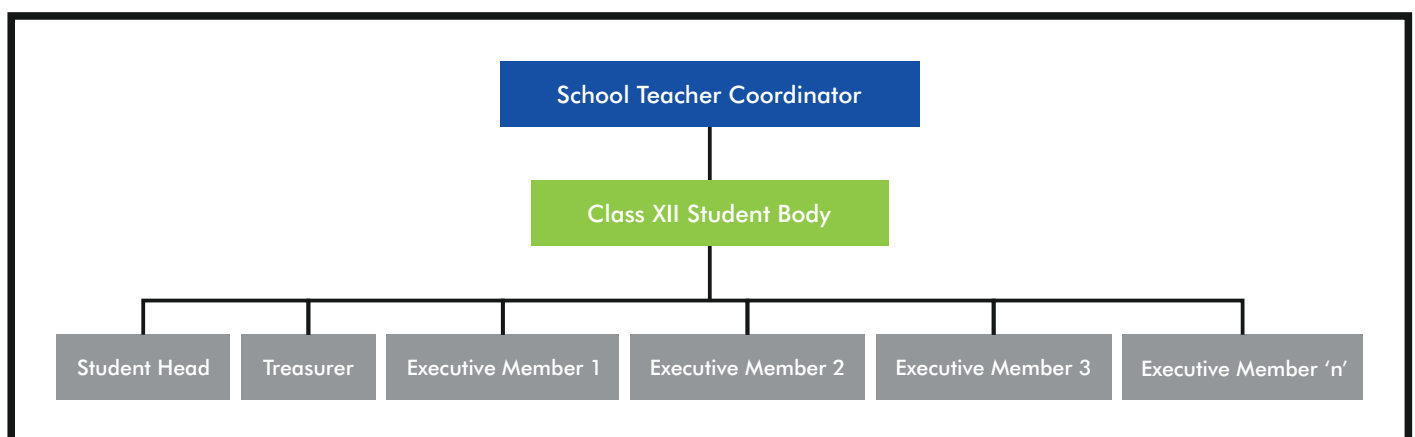 School Teacher Coordinator
Class XII Student Body
Student Head
Treasurer
Executive Member 1
Executive Member 2
Executive Member 3
Executive Member ‘n’